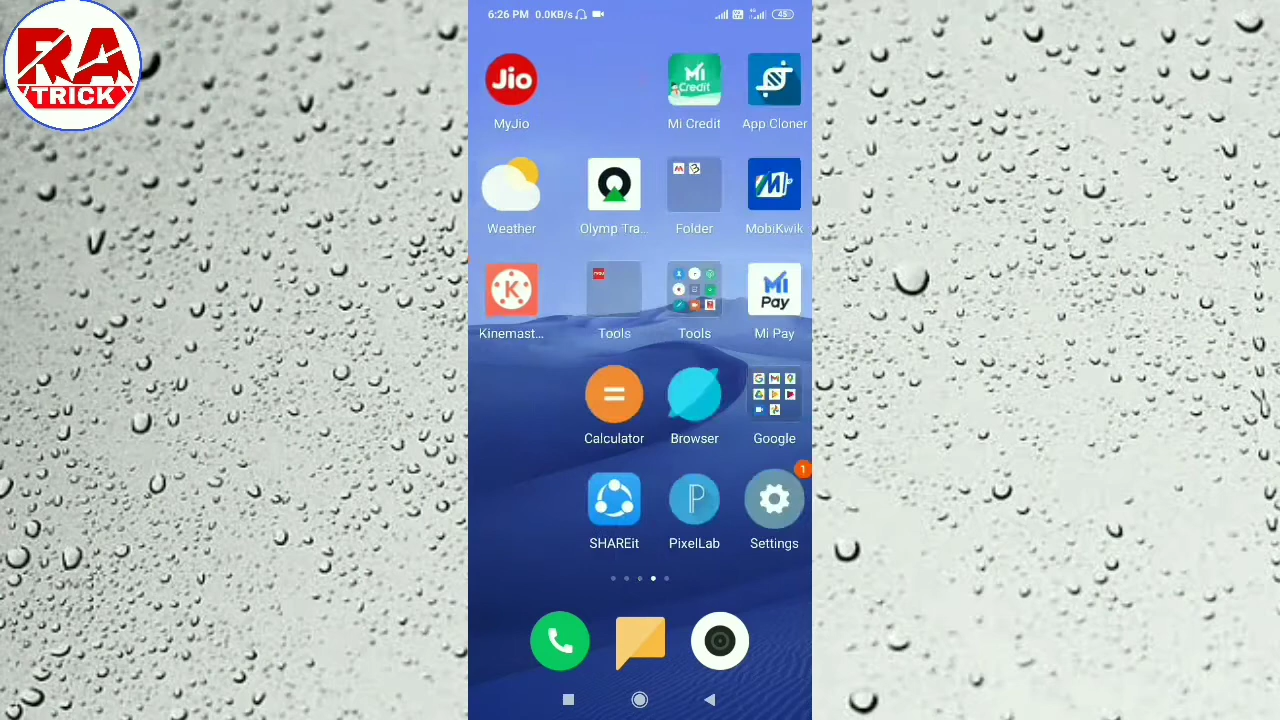 RA
TRICK
6:26 PM 0.0KB/s 45
Jio mi Credit
MyJio Mi Credit App Cloner
Weather Olymp Tra... Folder MobiKwik
K mi Pay
Kinemast... Tools Tools Mi Pay
Calculator Browser Google
1
P
SHAREit PixelLab Settings